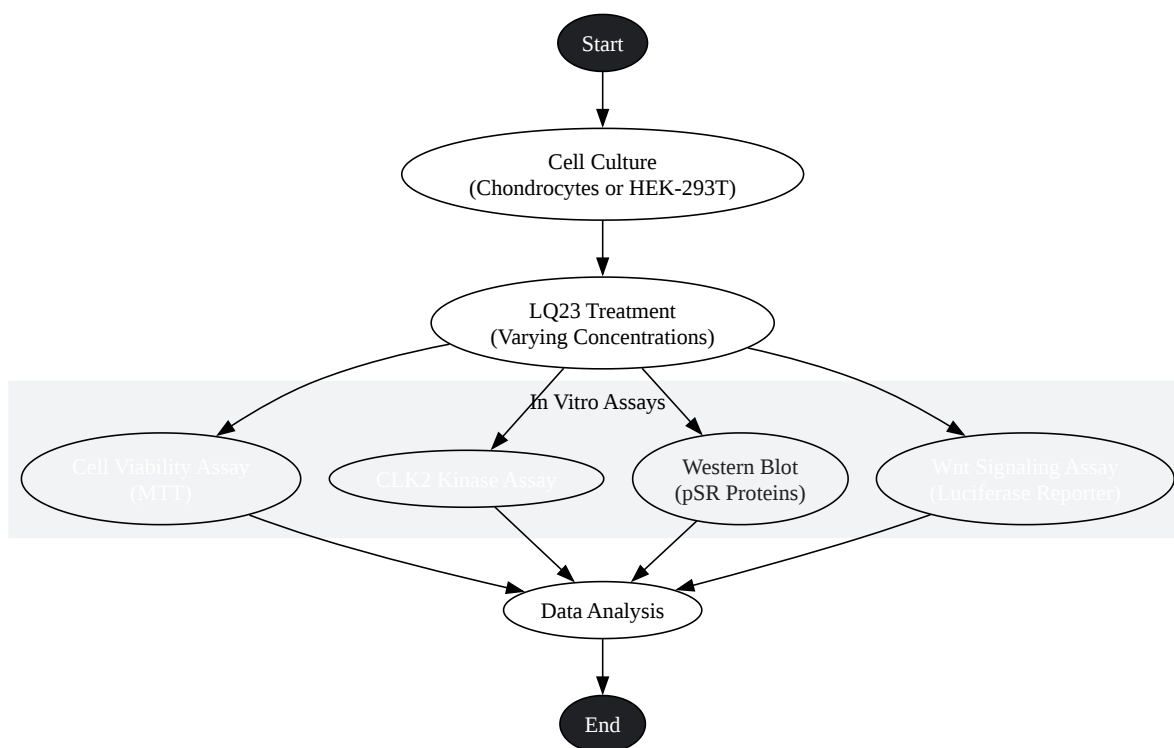 Start
Cell Culture
(Chondrocytes or HEK-293T)
LQ23 Treatment
(Varying Concentrations)
In Vitro Assays
Cell Viability Assay
(MTT)
CLK2 Kinase Assay
Western Blot
(pSR Proteins)
Wnt Signaling Assay
(Luciferase Reporter)
Data Analysis
End